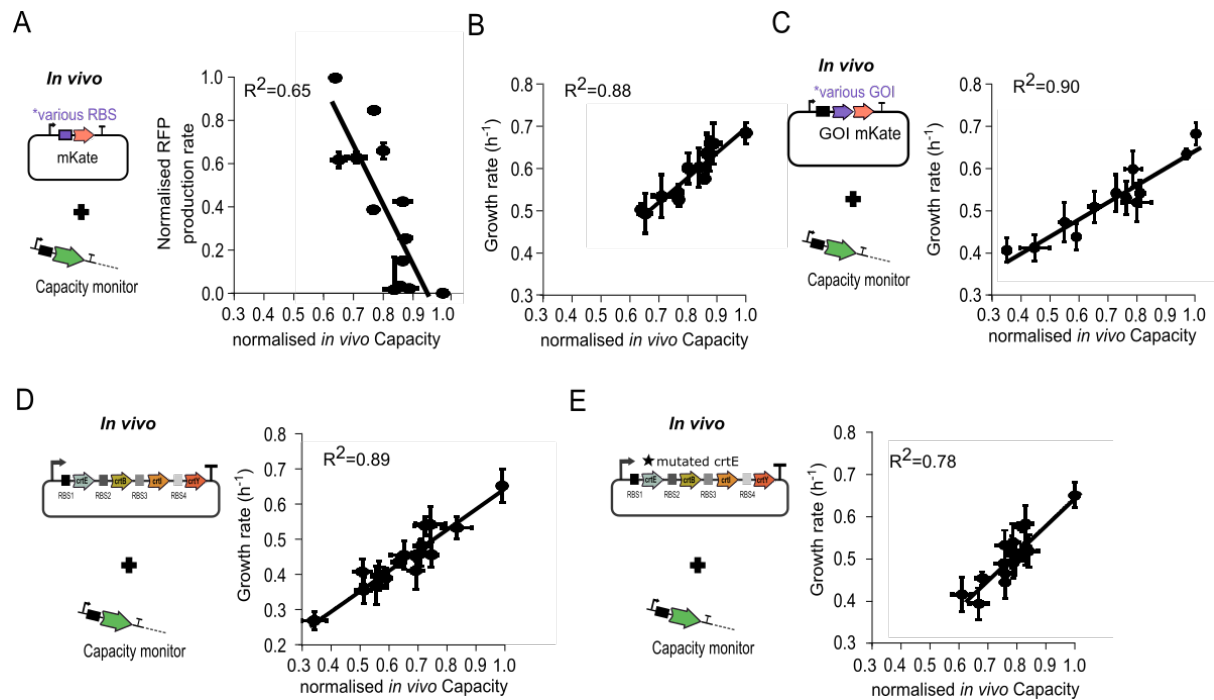 A
In vivo
*various RBS
mKate
Capacity monitor
Normalised RFP
production rate
1.0
0.8
0.6
0.4
0.2
0.0
R²=0.65
0.3 0.4 0.5 0.6 0.7 0.8 0.9 1.0
normalised in vivo Capacity
B
R²=0.88
Growth rate (h⁻¹)
0.8
0.7
0.6
0.5
0.4
0.3
0.3 0.4 0.5 0.6 0.7 0.8 0.9 1.0
normalised in vivo Capacity
C
In vivo
*various GOI
GOI mKate
Capacity monitor
R²=0.90
Growth rate (h⁻¹)
0.8
0.7
0.6
0.5
0.4
0.3
0.3 0.4 0.5 0.6 0.7 0.8 0.9 1.0
normalised in vivo Capacity
D
In vivo
crtE crtB crtI crtY
RBS1 RBS2 RBS3 RBS4
Capacity monitor
R²=0.89
Growth rate (h⁻¹)
0.8
0.7
0.6
0.5
0.4
0.3
0.2
0.3 0.4 0.5 0.6 0.7 0.8 0.9 1.0
normalised in vivo Capacity
E
In vivo
★mutated crtE
crtE crtB crtI crtY
RBS1 RBS2 RBS3 RBS4
Capacity monitor
R²=0.78
Growth rate (h⁻¹)
0.8
0.7
0.6
0.5
0.4
0.3
0.3 0.4 0.5 0.6 0.7 0.8 0.9 1.0
normalised in vivo Capacity